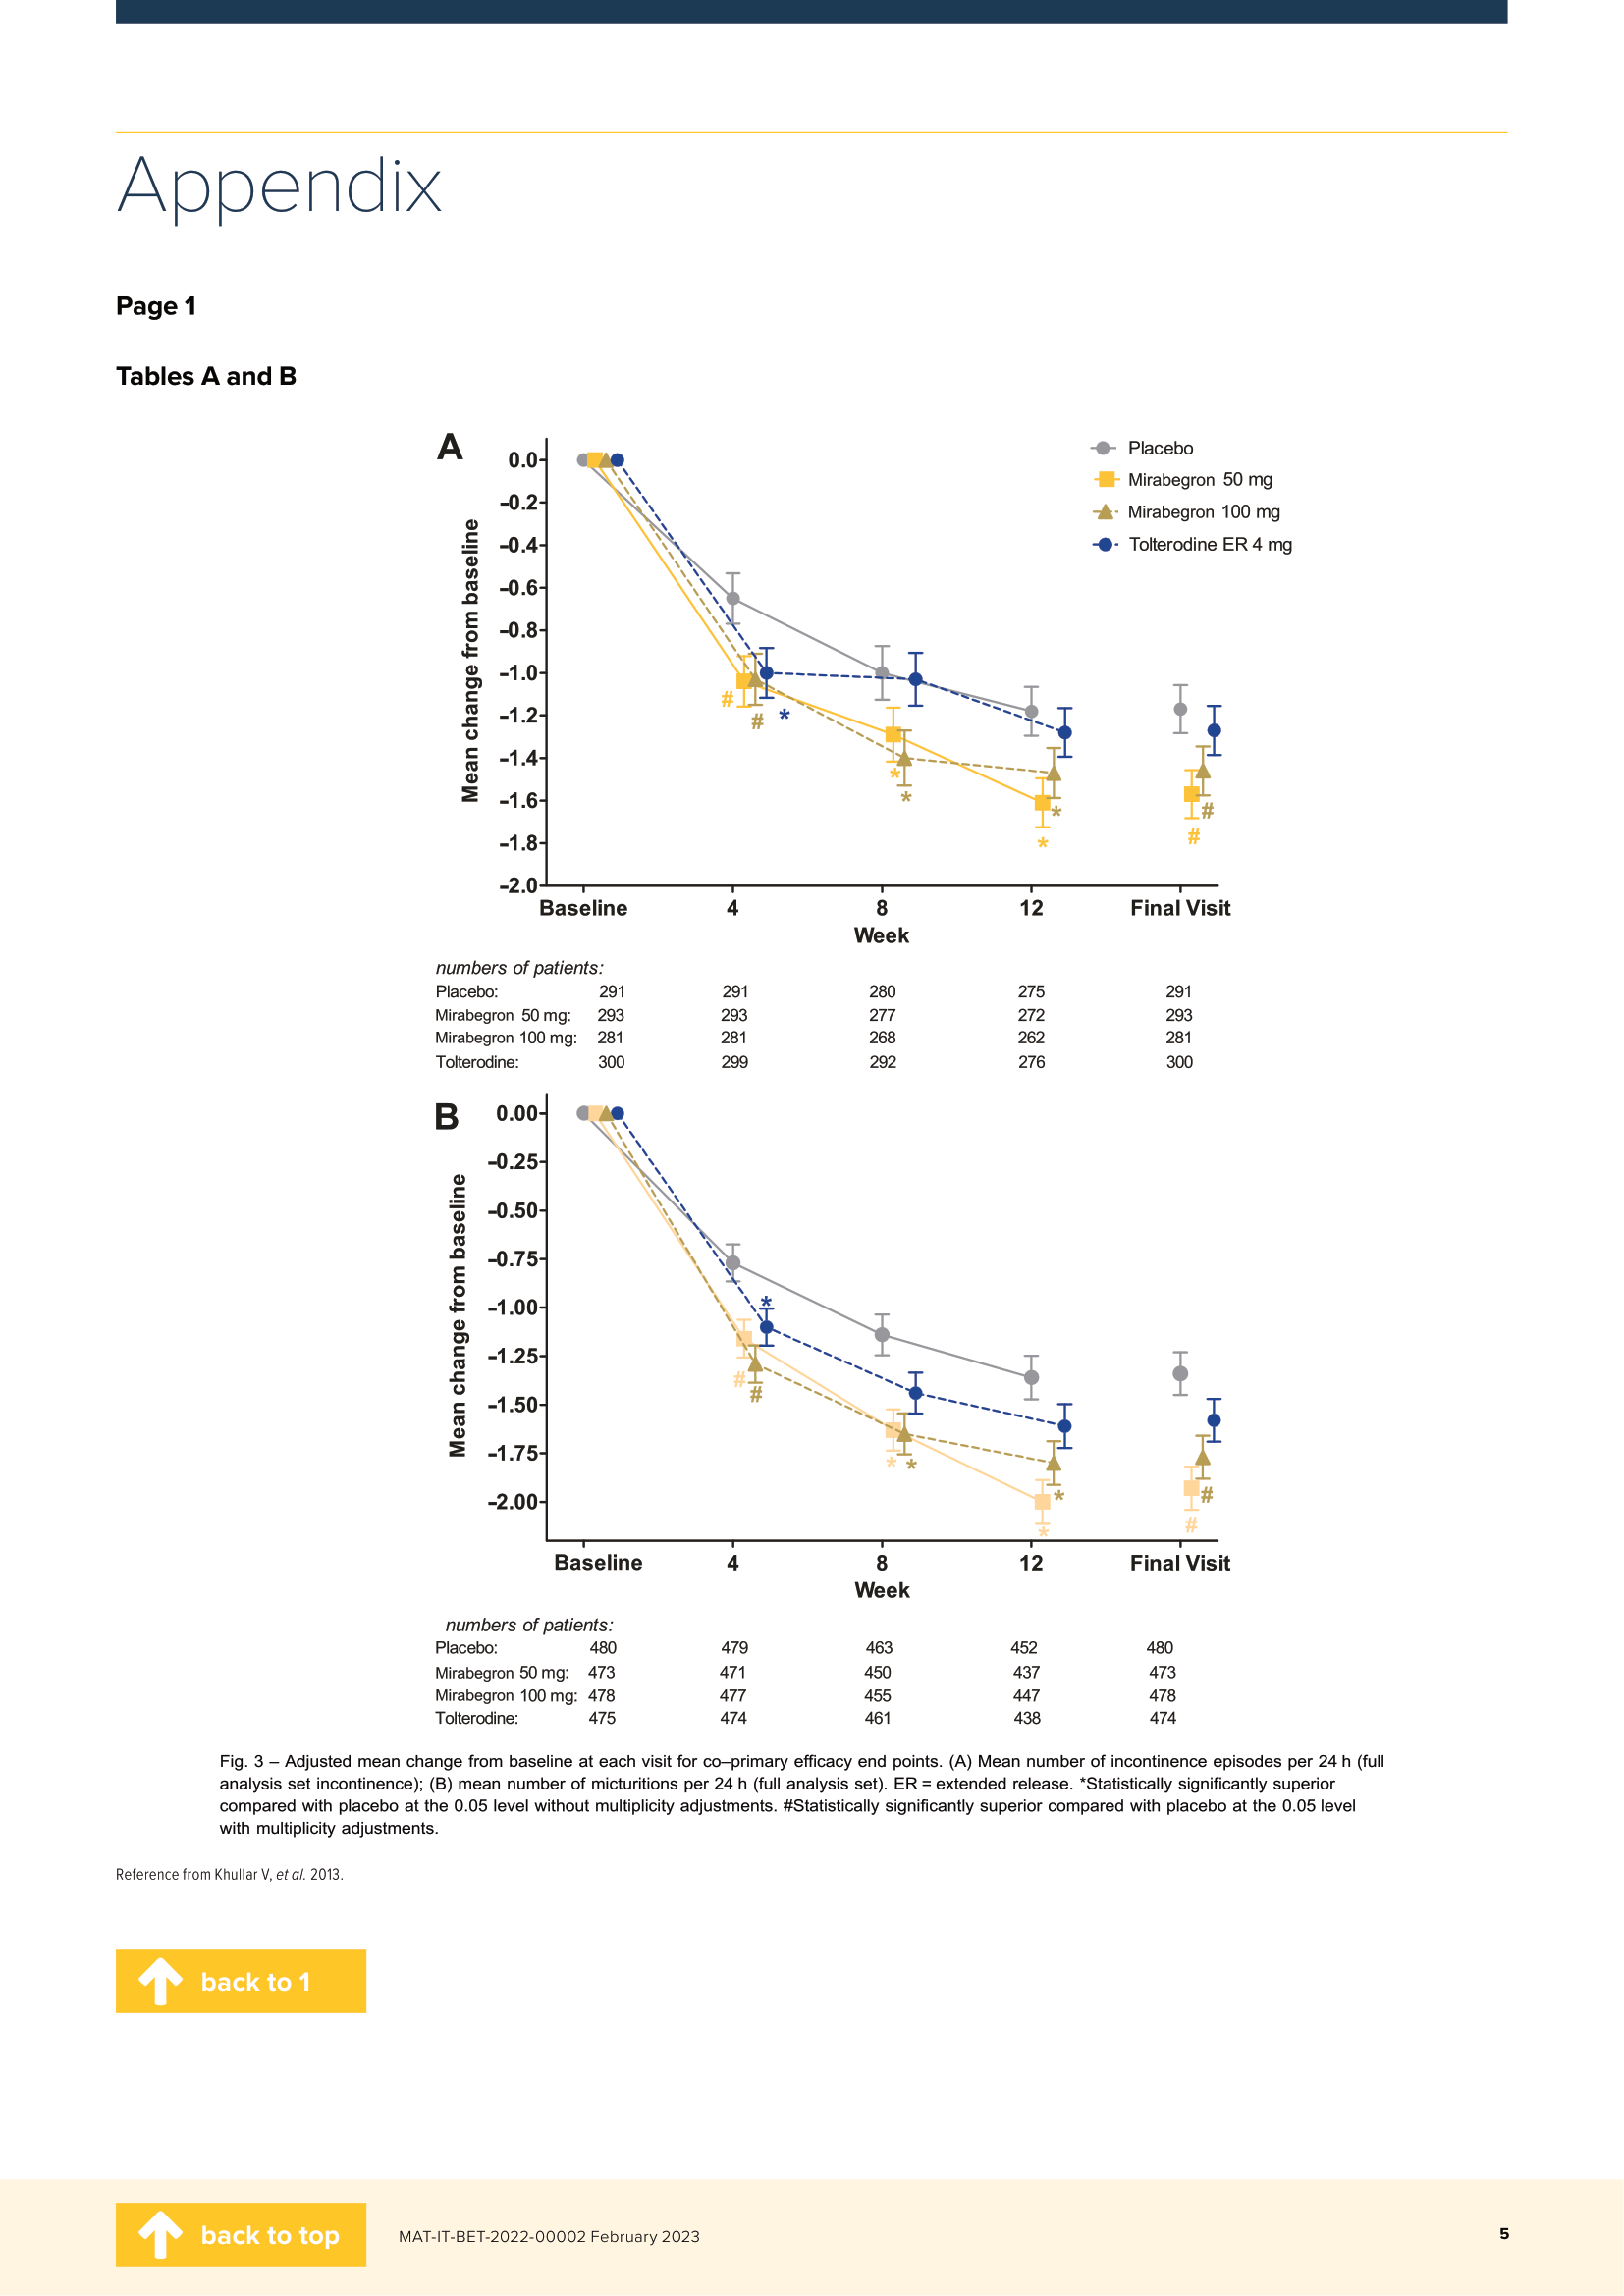 Appendix
Page 1
Tables A and B
A
Placebo
Mirabegron 50 mg
Mirabegron 100 mg
Tolterodine ER 4 mg
Mean change from baseline
0.0
-0.2
-0.4
-0.6
-0.8
-1.0
-1.2
-1.4
-1.6
-1.8
-2.0
# # *
* *
* *
# #
Baseline 4 8 12 Final Visit
Week
numbers of patients:
Placebo: 291 291 280 275 291
Mirabegron 50 mg: 293 293 277 272 293
Mirabegron 100 mg: 281 281 268 262 281
Tolterodine: 300 299 292 276 300
B
Mean change from baseline
0.00
-0.25
-0.50
-0.75
-1.00
-1.25
-1.50
-1.75
-2.00
*
# #
* *
* *
# #
Baseline 4 8 12 Final Visit
Week
numbers of patients:
Placebo: 480 479 463 452 480
Mirabegron 50 mg: 473 471 450 437 473
Mirabegron 100 mg: 478 477 455 447 478
Tolterodine: 475 474 461 438 474
Fig. 3 – Adjusted mean change from baseline at each visit for co–primary efficacy end points. (A) Mean number of incontinence episodes per 24 h (full
analysis set incontinence); (B) mean number of micturitions per 24 h (full analysis set). ER = extended release. *Statistically significantly superior
compared with placebo at the 0.05 level without multiplicity adjustments. #Statistically significantly superior compared with placebo at the 0.05 level
with multiplicity adjustments.
Reference from Khullar V, et al. 2013.
back to 1
back to top
MAT-IT-BET-2022-00002 February 2023
5